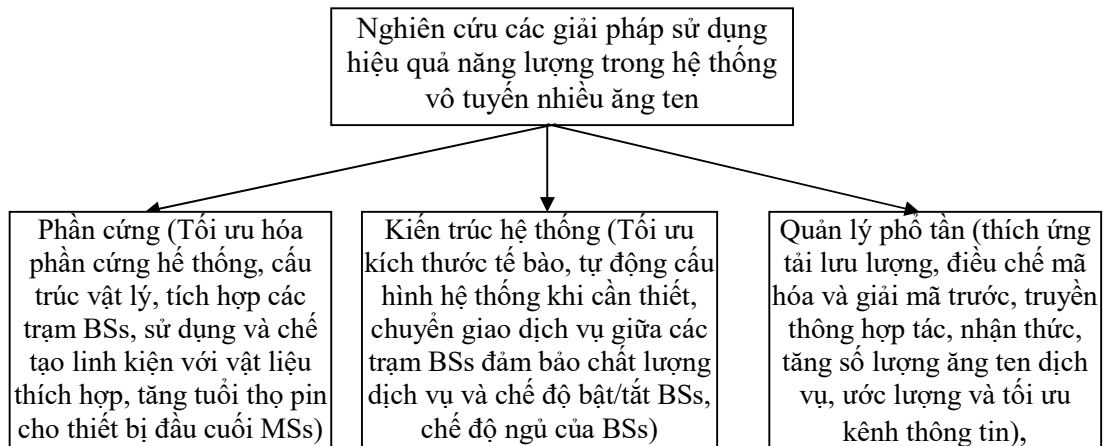 Nghiên cứu các giải pháp sử dụng
hiệu quả năng lượng trong hệ thống
vô tuyến nhiều ăng ten
Phần cứng (Tối ưu hóa
phần cứng hế thống, cấu
trúc vật lý, tích hợp các
trạm BSs, sử dụng và chế
tạo linh kiện với vật liệu
thích hợp, tăng tuổi thọ pin
cho thiết bị đầu cuối MSs)
Kiến trúc hệ thống (Tối ưu
kích thước tế bào, tự động cấu
hình hệ thống khi cần thiết,
chuyển giao dịch vụ giữa các
trạm BSs đảm bảo chất lượng
dịch vụ và chế độ bật/tắt BSs,
chế độ ngủ của BSs)
Quản lý phổ tần (thích ứng
tải lưu lượng, điều chế mã
hóa và giải mã trước, truyền
thông hợp tác, nhận thức,
tăng số lượng ăng ten dịch
vụ, ước lượng và tối ưu
kênh thông tin),